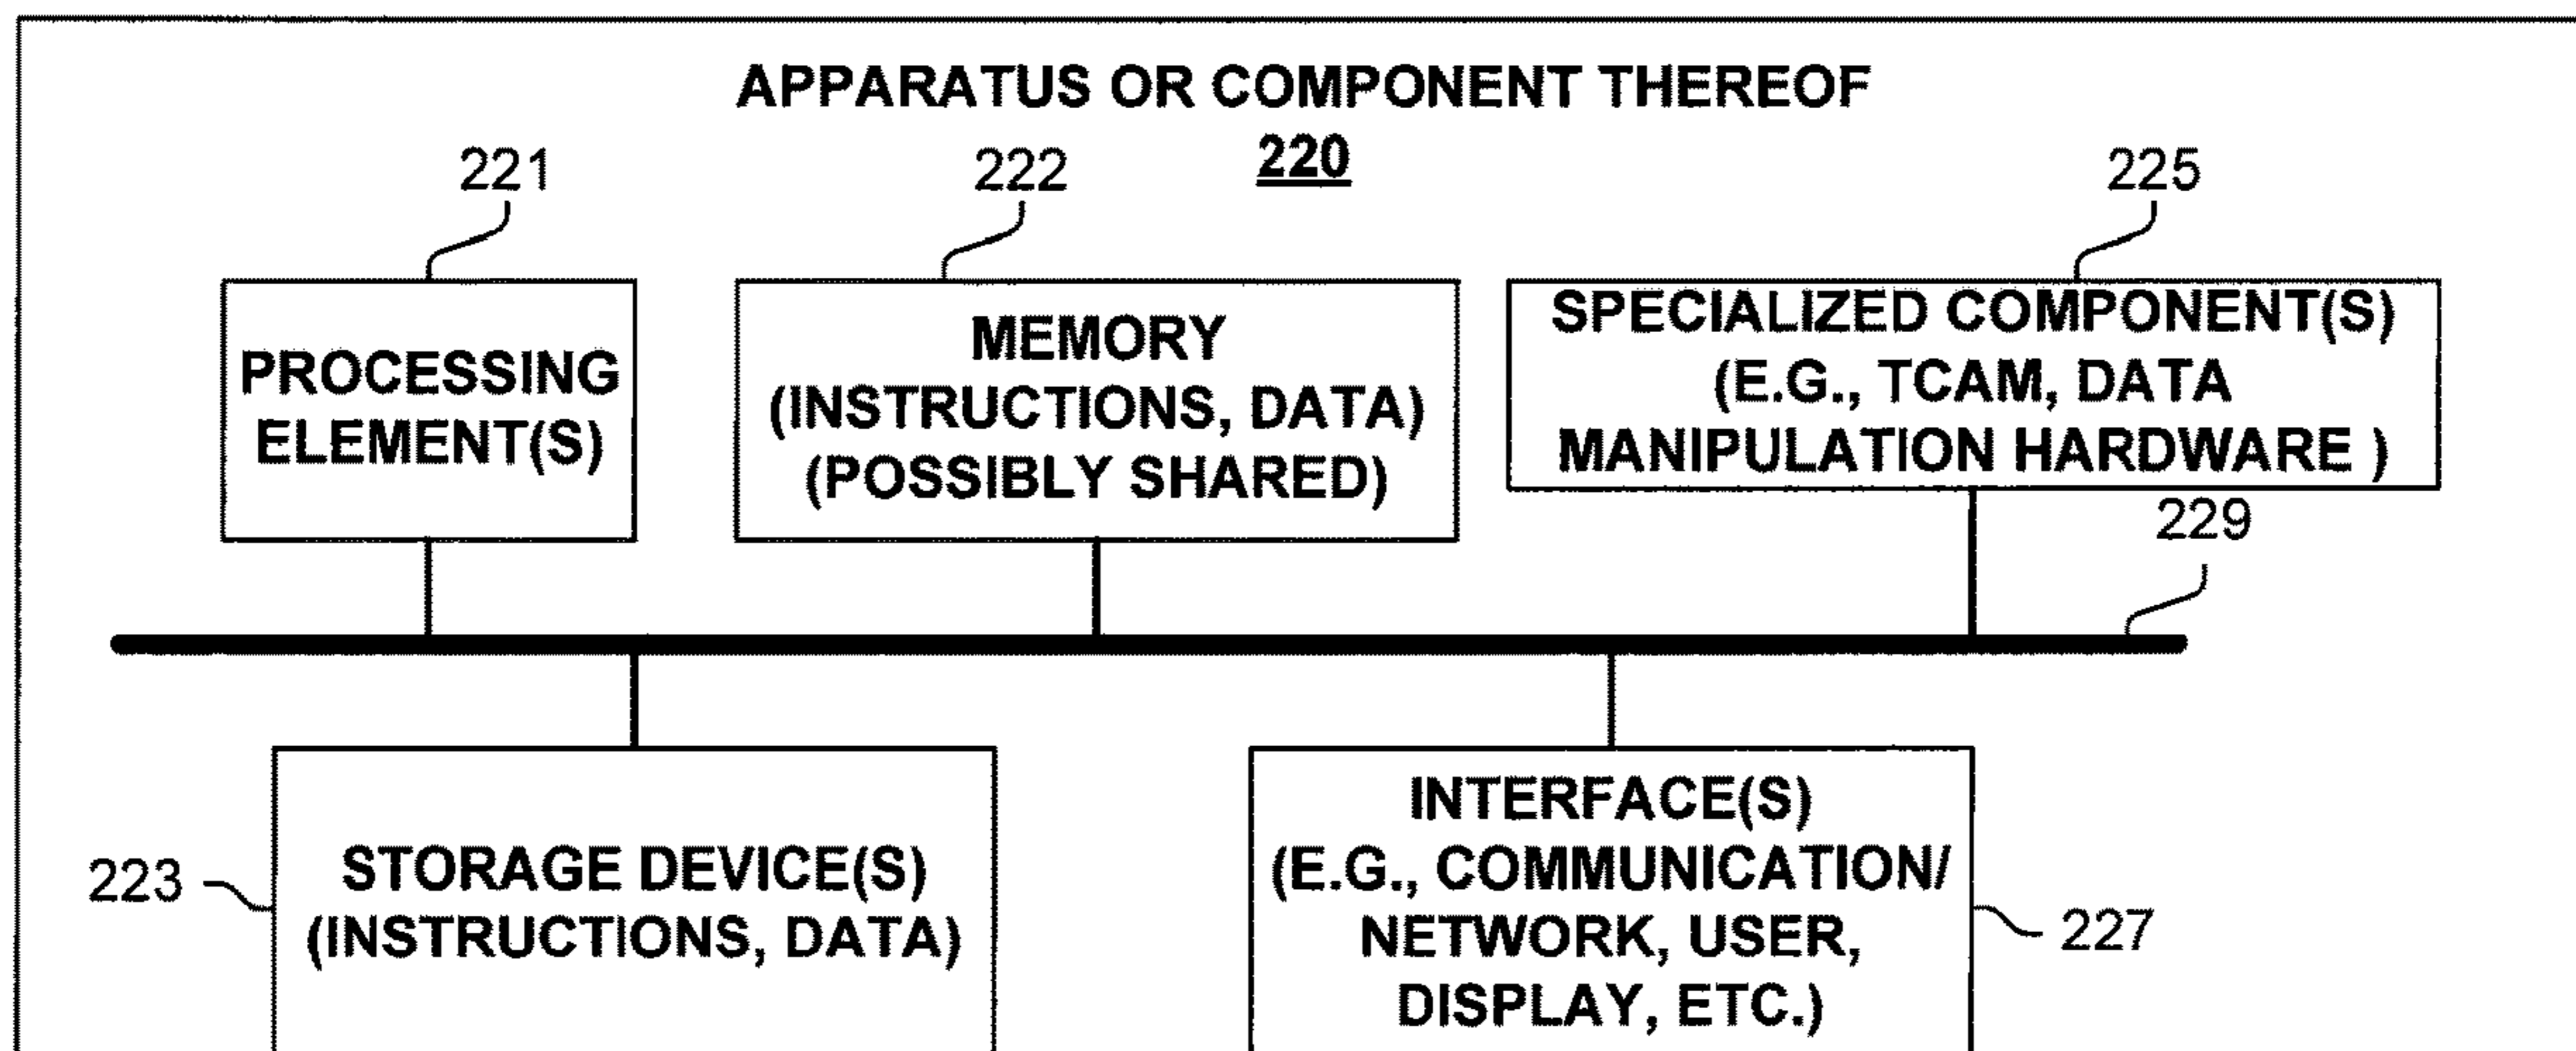 APPARATUS OR COMPONENT THEREOF
220
221
222
225
PROCESSING
ELEMENT(S)
MEMORY
(INSTRUCTIONS, DATA)
(POSSIBLY SHARED)
SPECIALIZED COMPONENT(S)
(E.G., TCAM, DATA
MANIPULATION HARDWARE )
229
223
STORAGE DEVICE(S)
(INSTRUCTIONS, DATA)
INTERFACE(S)
(E.G., COMMUNICATION/
NETWORK, USER,
DISPLAY, ETC.)
227